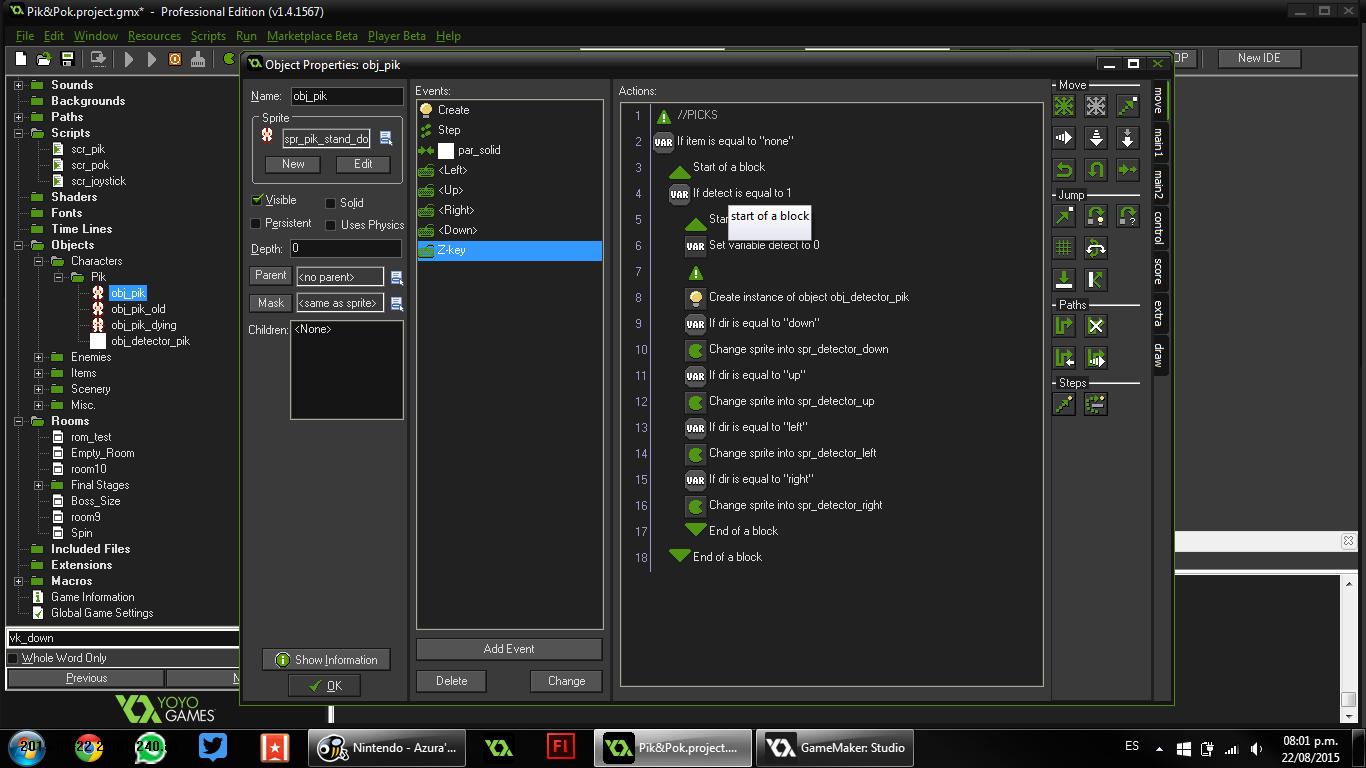 Pik&Pok.project.gmx* - Professional Edition (v1.4.1567)
File Edit Window Resources Scripts Run Marketplace Beta Player Beta Help
New IDE
Sounds
Backgrounds
Paths
Scripts
scr_pik
scr_pok
scr_joystick
Shaders
Fonts
Time Lines
Objects
Characters
Pik
obj_pik
obj_pik_old
obj_pik_dying
obj_detector_pik
Enemies
Items
Scenery
Misc.
Rooms
rom_test
Empty_Room
room10
Final Stages
Boss_Size
room9
Spin
Included Files
Extensions
Macros
Game Information
Global Game Settings
vk_down
Whole Word Only
Previous
N
YOYO
GAMES
Object Properties: obj_pik
Name: obj_pik
Sprite
spr_pik_stand_do
New Edit
Visible Solid
Persistent Uses Physics
Depth: 0
Parent <no parent>
Mask <same as sprite>
Children: <None>
Show Information
OK
Events:
Create
Step
par_solid
<Left>
<Up>
<Right>
<Down>
Z-key
Add Event
Delete Change
Actions:
1 //PICKS
2 VAR If item is equal to "none"
3 Start of a block
4 VAR If detect is equal to 1
5 Star
start of a block
6 VAR Set variable detect to 0
7
8 Create instance of object obj_detector_pik
9 VAR If dir is equal to "down"
10 Change sprite into spr_detector_down
11 VAR If dir is equal to "up"
12 Change sprite into spr_detector_up
13 VAR If dir is equal to "left"
14 Change sprite into spr_detector_left
15 VAR If dir is equal to "right"
16 Change sprite into spr_detector_right
17 End of a block
18 End of a block
Move
Jump
Paths
Steps
move
main1
main2
control
score
extra
draw
Nintendo - Azura'...
Fl
Pik&Pok.project....
GameMaker: Studio
ES
08:01 p.m.
22/08/2015